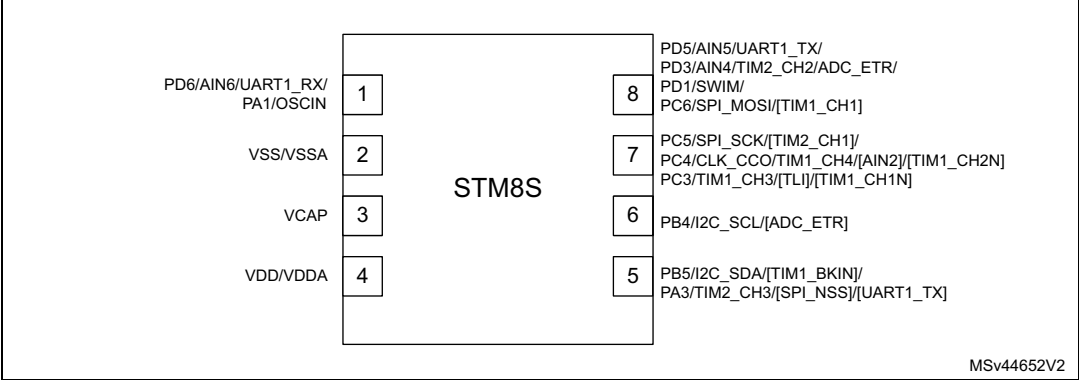 PD6/AIN6/UART1_RX/
PA1/OSCIN
1
VSS/VSSA
2
VCAP
3
VDD/VDDA
4
STM8S
PD5/AIN5/UART1_TX/
PD3/AIN4/TIM2_CH2/ADC_ETR/
PD1/SWIM/
PC6/SPI_MOSI/[TIM1_CH1]
8
PC5/SPI_SCK/[TIM2_CH1]/
PC4/CLK_CCO/TIM1_CH4/[AIN2]/[TIM1_CH2N]
PC3/TIM1_CH3/[TLI]/[TIM1_CH1N]
7
PB4/I2C_SCL/[ADC_ETR]
6
PB5/I2C_SDA/[TIM1_BKIN]/
PA3/TIM2_CH3/[SPI_NSS]/[UART1_TX]
5
MSv44652V2